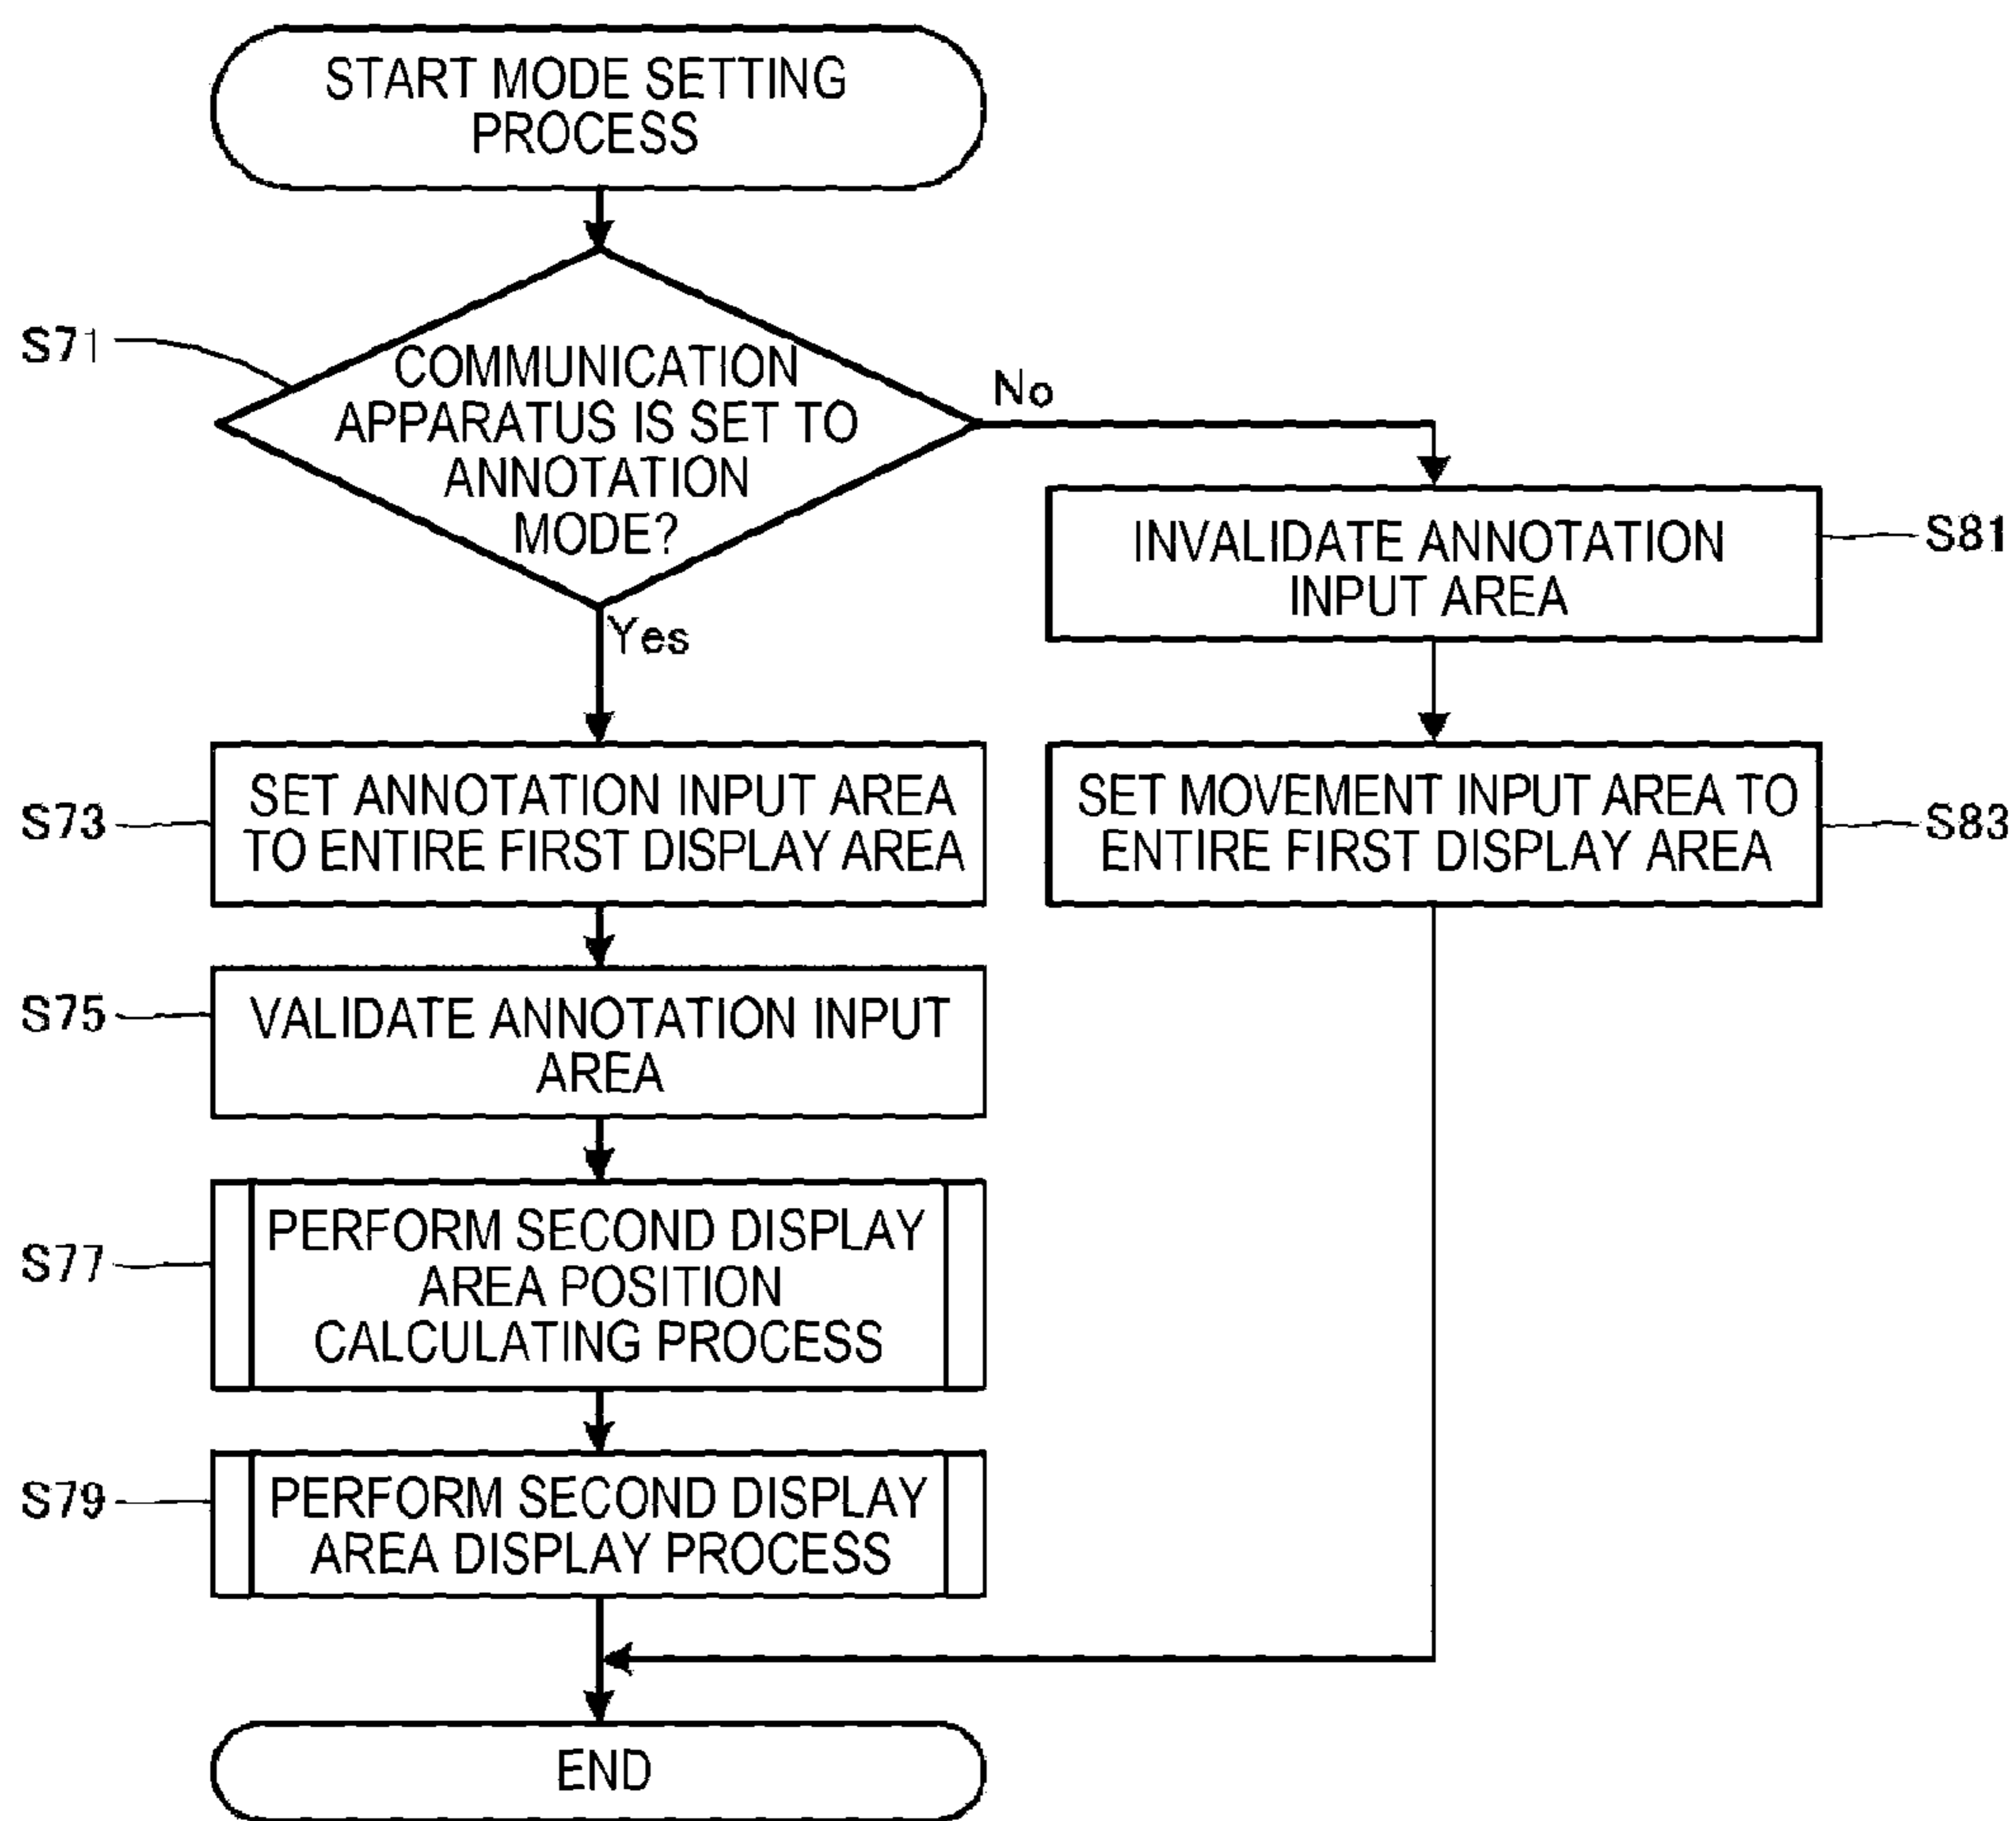 START MODE SETTING
PROCESS
S71
COMMUNICATION
APPARATUS IS SET TO
ANNOTATION
MODE?
No
Yes
INVALIDATE ANNOTATION
INPUT AREA
S81
S73
SET ANNOTATION INPUT AREA
TO ENTIRE FIRST DISPLAY AREA
SET MOVEMENT INPUT AREA TO
ENTIRE FIRST DISPLAY AREA
S83
S75
VALIDATE ANNOTATION INPUT
AREA
S77
PERFORM SECOND DISPLAY
AREA POSITION
CALCULATING PROCESS
S79
PERFORM SECOND DISPLAY
AREA DISPLAY PROCESS
END